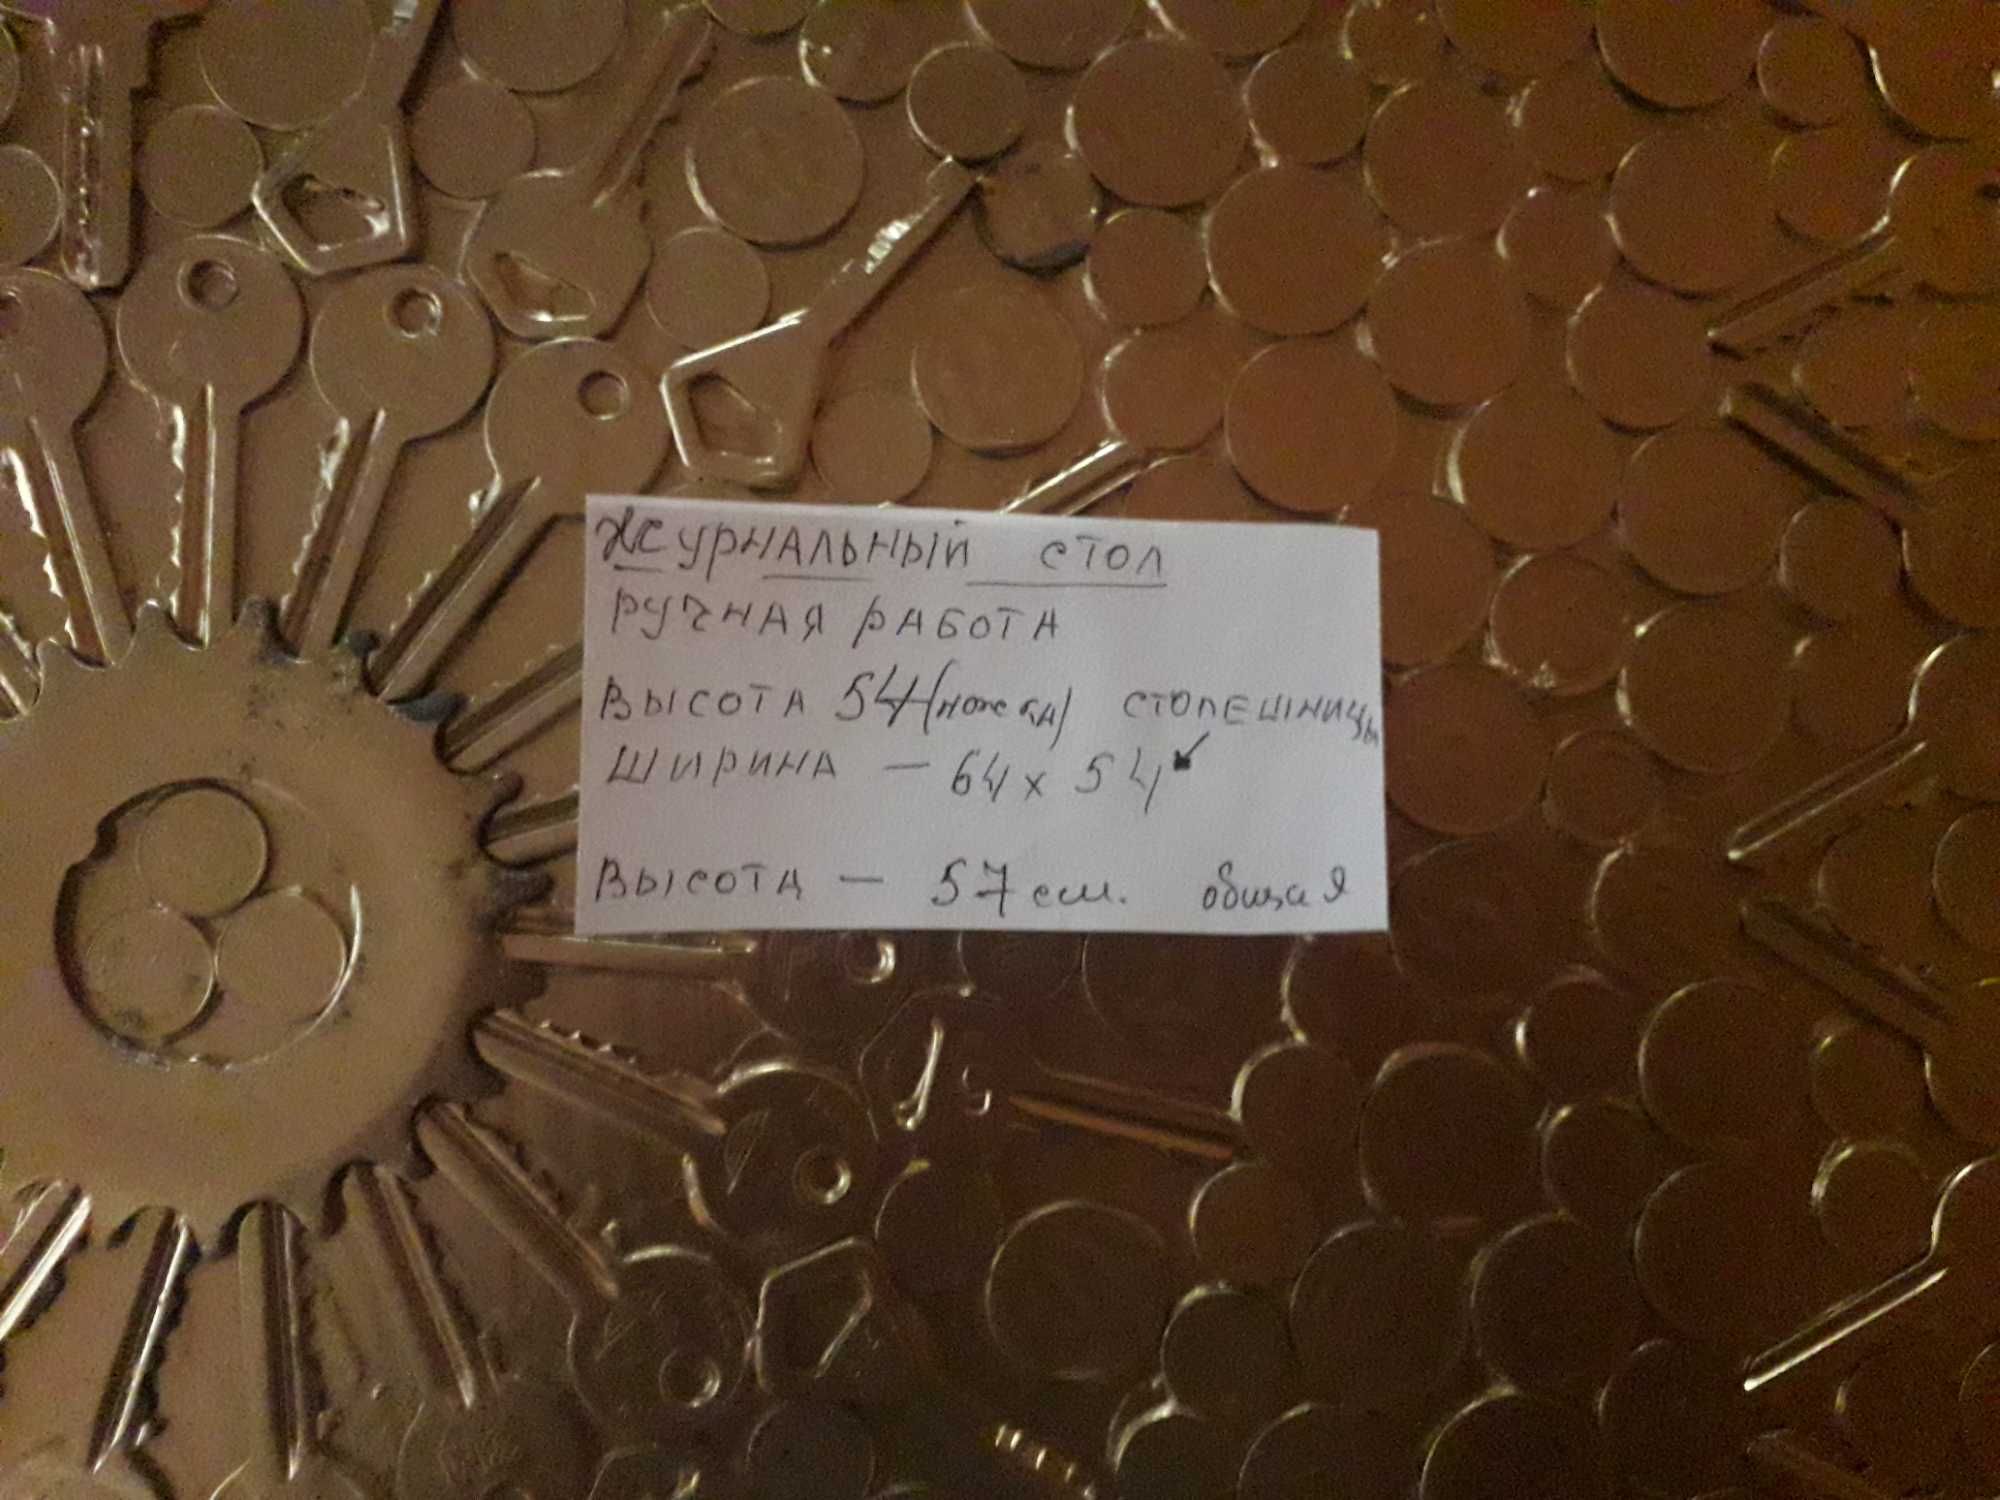 Журнальный стол
ручная работа
высота 54 (ножка) столешницы
ширина – 64 х 54
высота – 57 см. общая